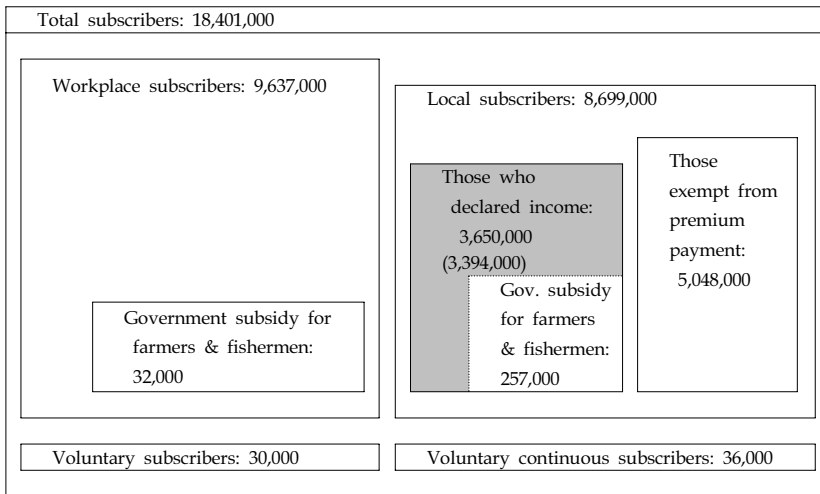 Total subscribers: 18,401,000
Workplace subscribers: 9,637,000
Government subsidy for
farmers & fishermen:
32,000
Local subscribers: 8,699,000
Those who
declared income:
3,650,000
(3,394,000)
Gov. subsidy
for farmers
& fishermen:
257,000
Those
exempt from
premium
payment:
5,048,000
Voluntary subscribers: 30,000
Voluntary continuous subscribers: 36,000